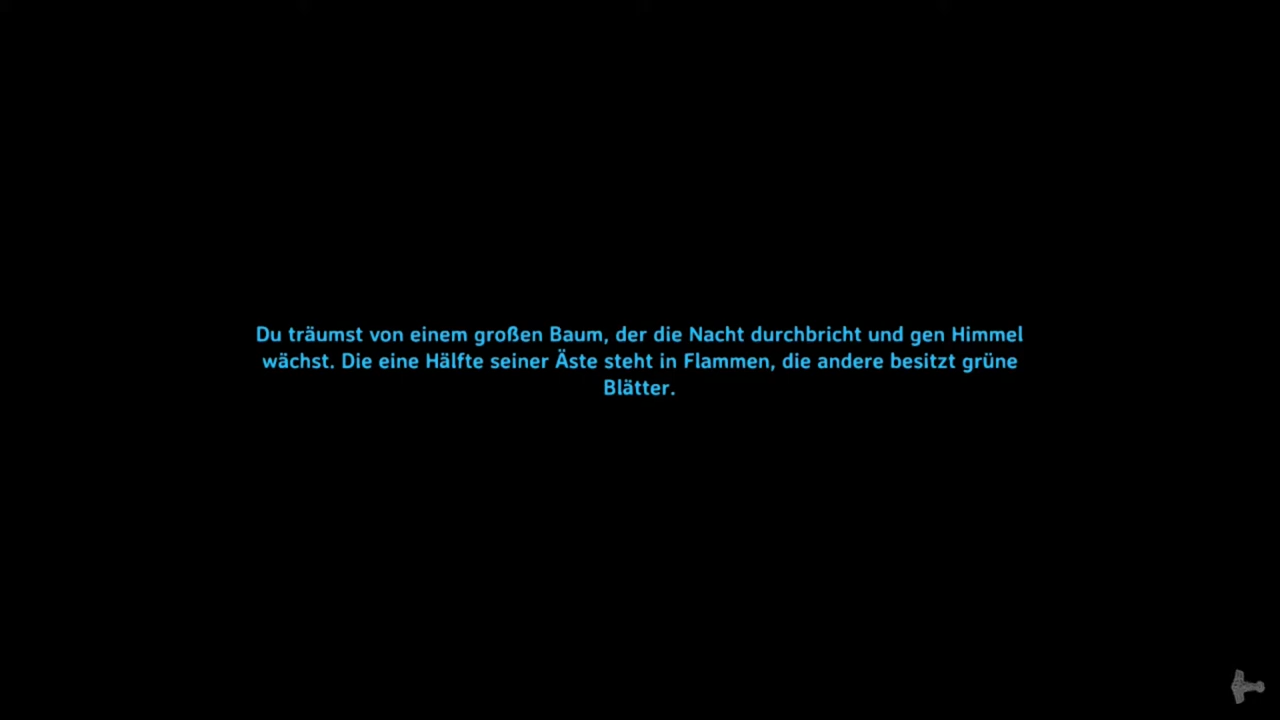 Du träumst von einem großen Baum, der die Nacht durchbricht und gen Himmel
wächst. Die eine Hälfte seiner Äste steht in Flammen, die andere besitzt grüne
Blätter.